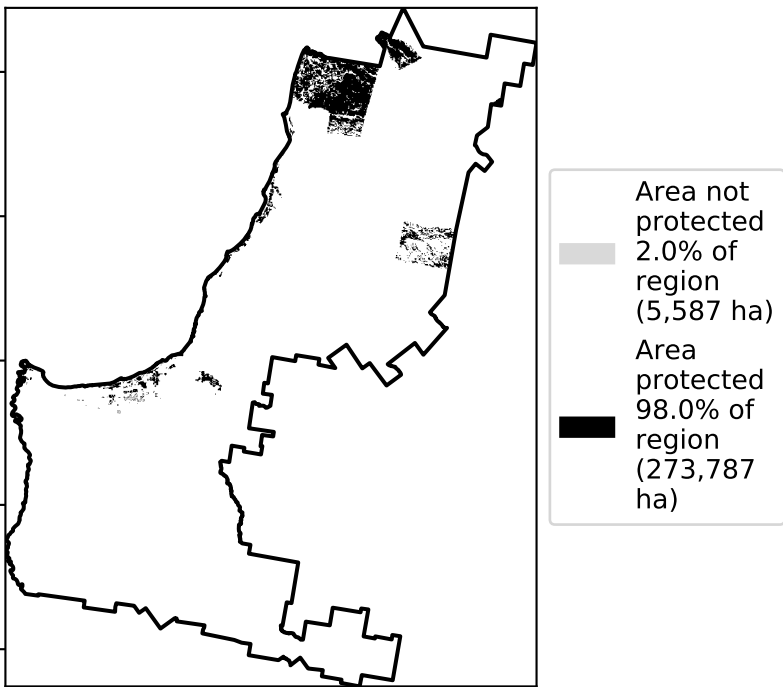 Area not
protected
2.0% of
region
(5,587 ha)
Area
protected
98.0% of
region
(273,787
ha)